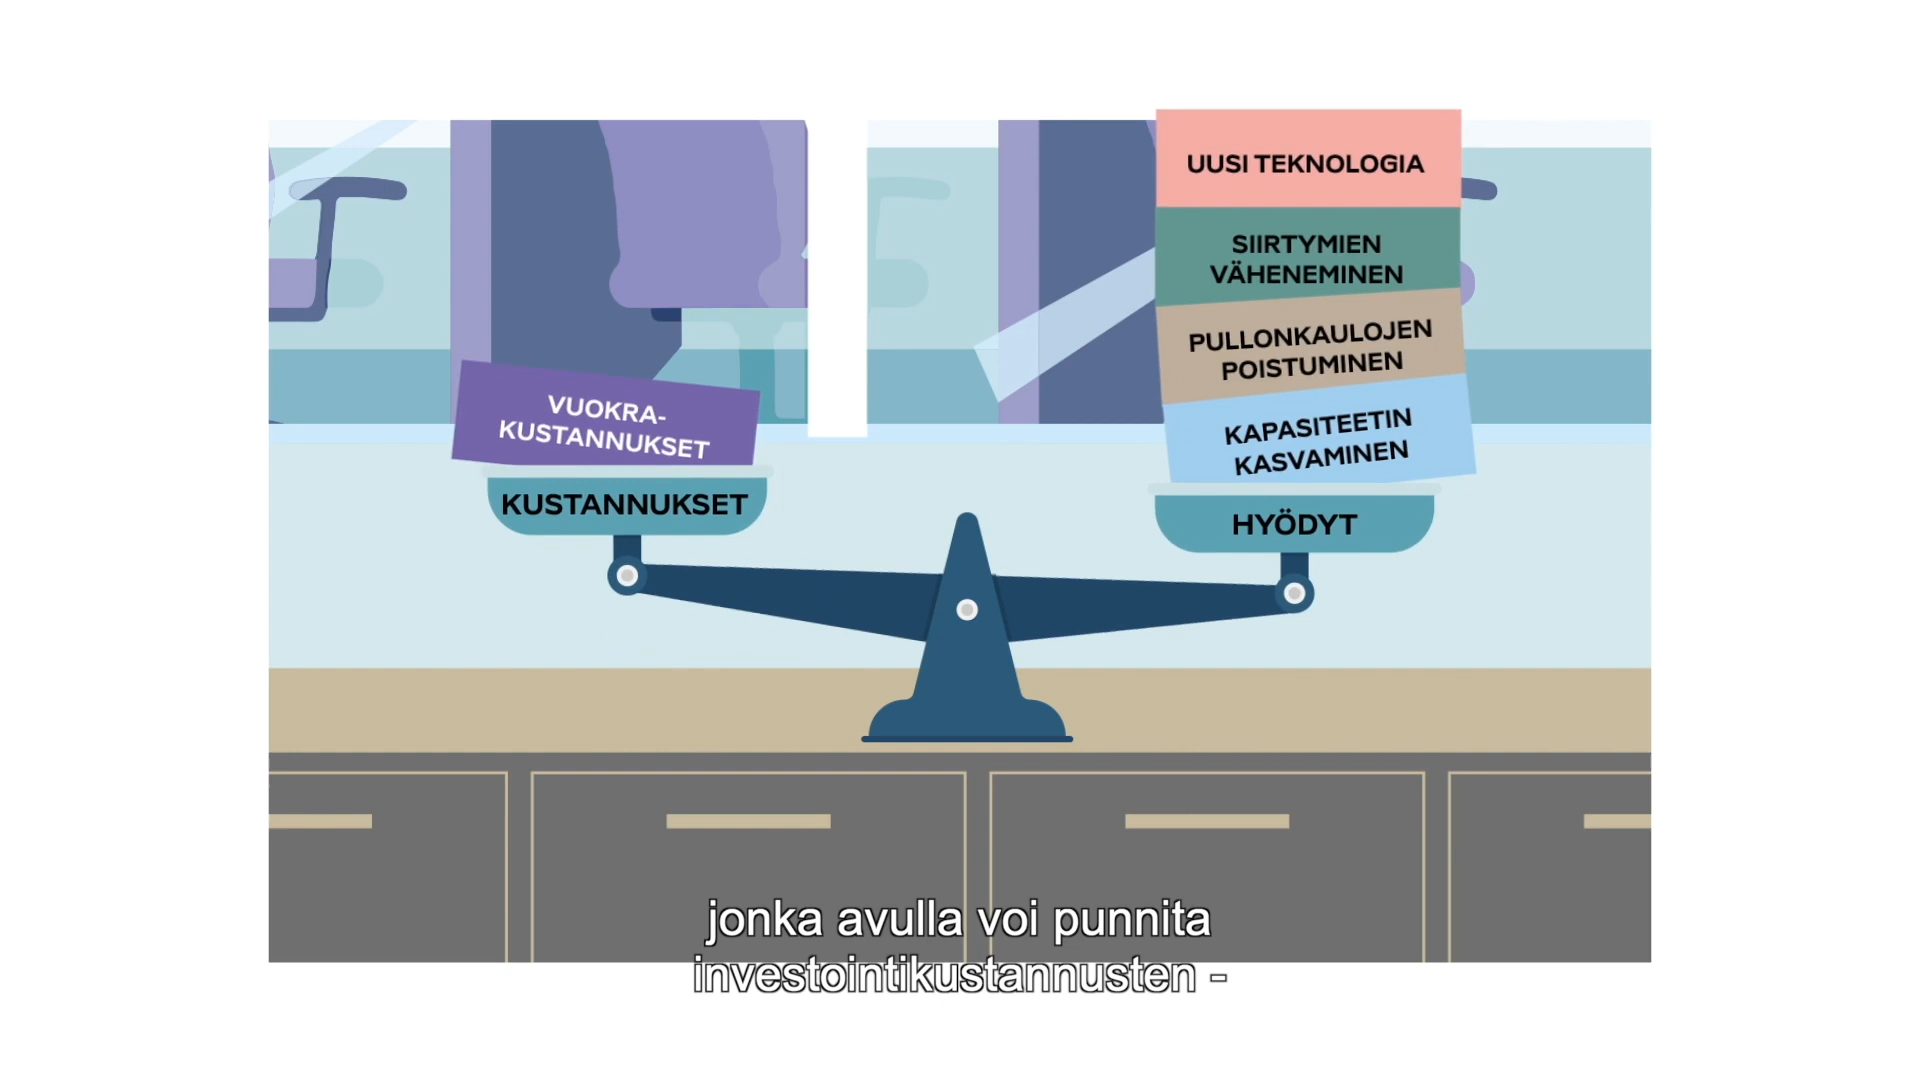 UUSI TEKNOLOGIA
SIIRTYMIEN
VÄHENEMINEN
PULLONKAULOJEN
POISTUMINEN
KAPASITEETIN
KASVAMINEN
HYÖDYT
VUOKRA-
KUSTANNUKSET
KUSTANNUKSET
jonka avulla voi punnita
investointikustannusten -